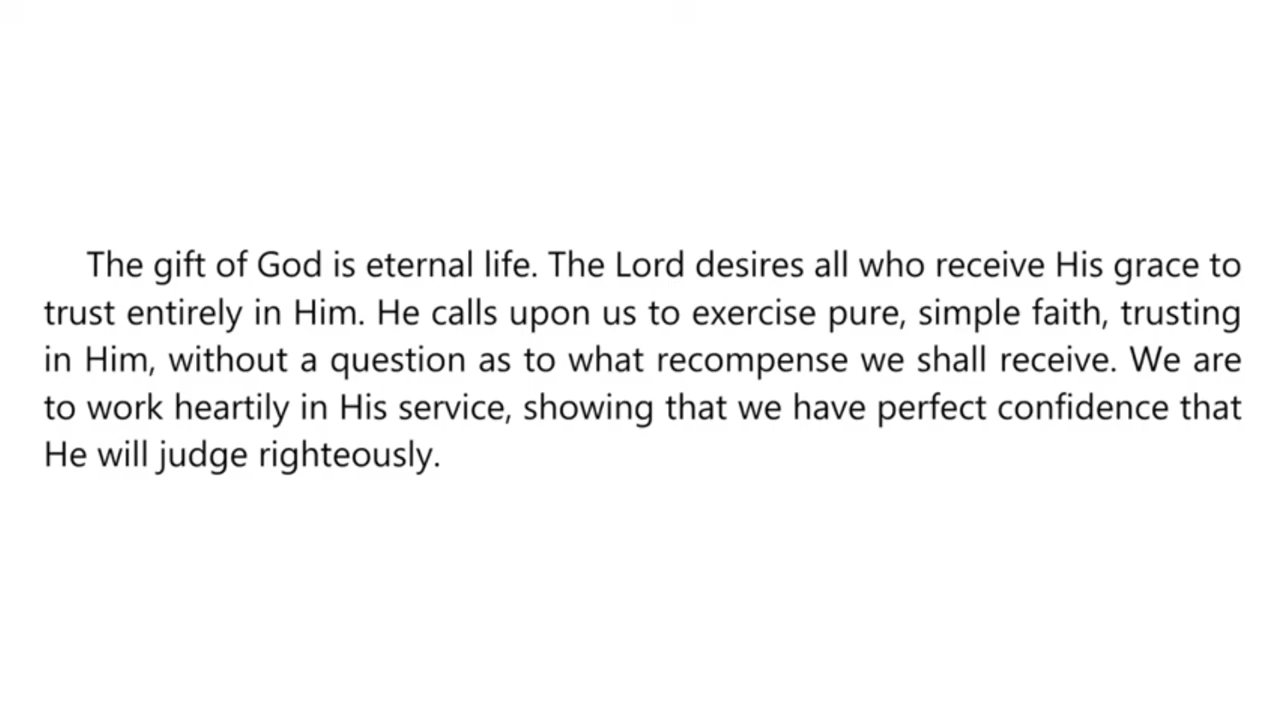 The gift of God is eternal life. The Lord desires all who receive His grace to
trust entirely in Him. He calls upon us to exercise pure, simple faith, trusting
in Him, without a question as to what recompense we shall receive. We are
to work heartily in His service, showing that we have perfect confidence that
He will judge righteously.